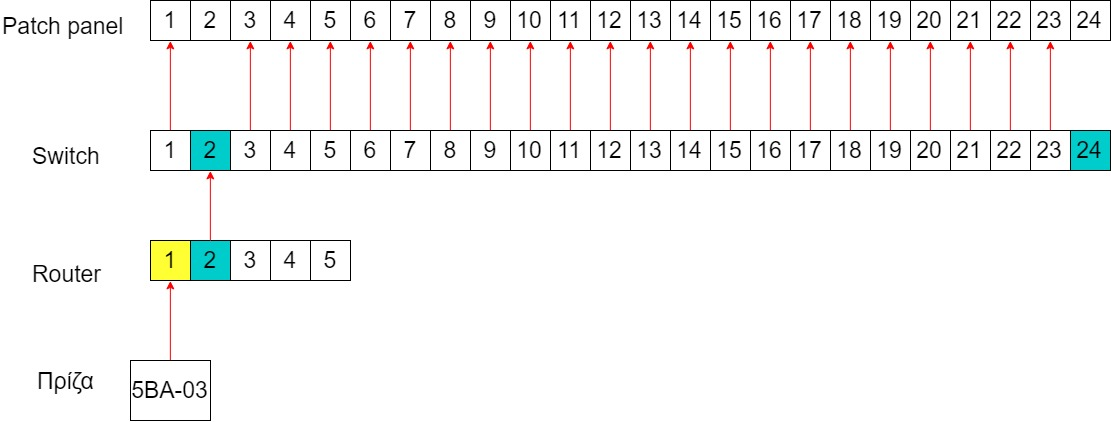 Patch panel 1 2 3 4 5 6 7 8 9 10 11 12 13 14 15 16 17 18 19 20 21 22 23 24
Switch 1 2 3 4 5 6 7 8 9 10 11 12 13 14 15 16 17 18 19 20 21 22 23 24
Router 1 2 3 4 5
Πρίζα 5BA-03